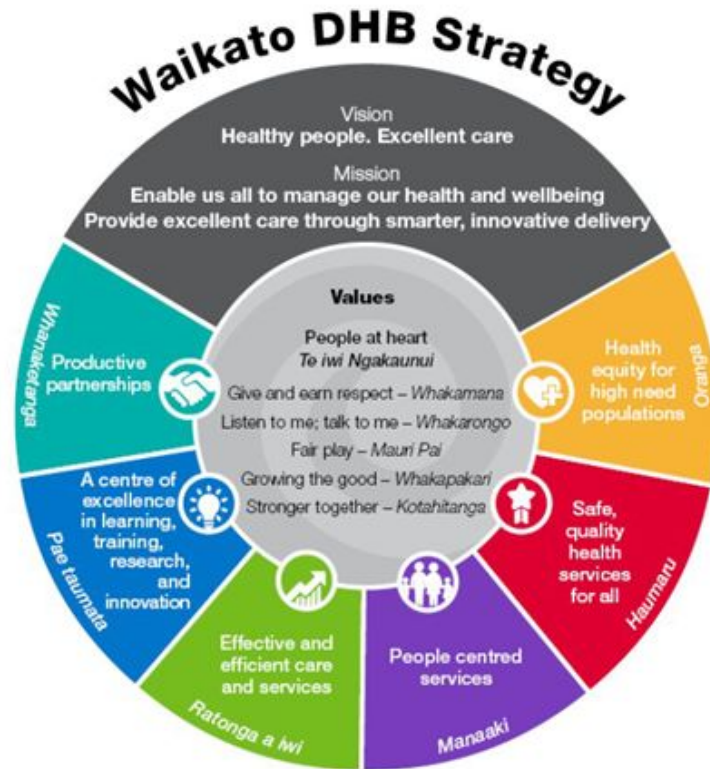 Waikato DHB Strategy
Vision
Healthy people. Excellent care
Mission
Enable us all to manage our health and wellbeing
Provide excellent care through smarter, innovative delivery
Values
People at heart
Te iwi Ngakaunui
Give and earn respect – Whakamana
Listen to me; talk to me – Whakarongo
Fair play – Mauri Pai
Growing the good – Whakapakari
Stronger together – Kotahitanga
Health
equity for
high need
populations
Oranga
Safe,
quality
health
services
for all
Haumaru
People centred
services
Manaaki
Effective and
efficient care
and services
Ratonga a iwi
A centre of
excellence
in learning,
training,
research,
and
innovation
Pae taumata
Productive
partnerships
Whanaketanga